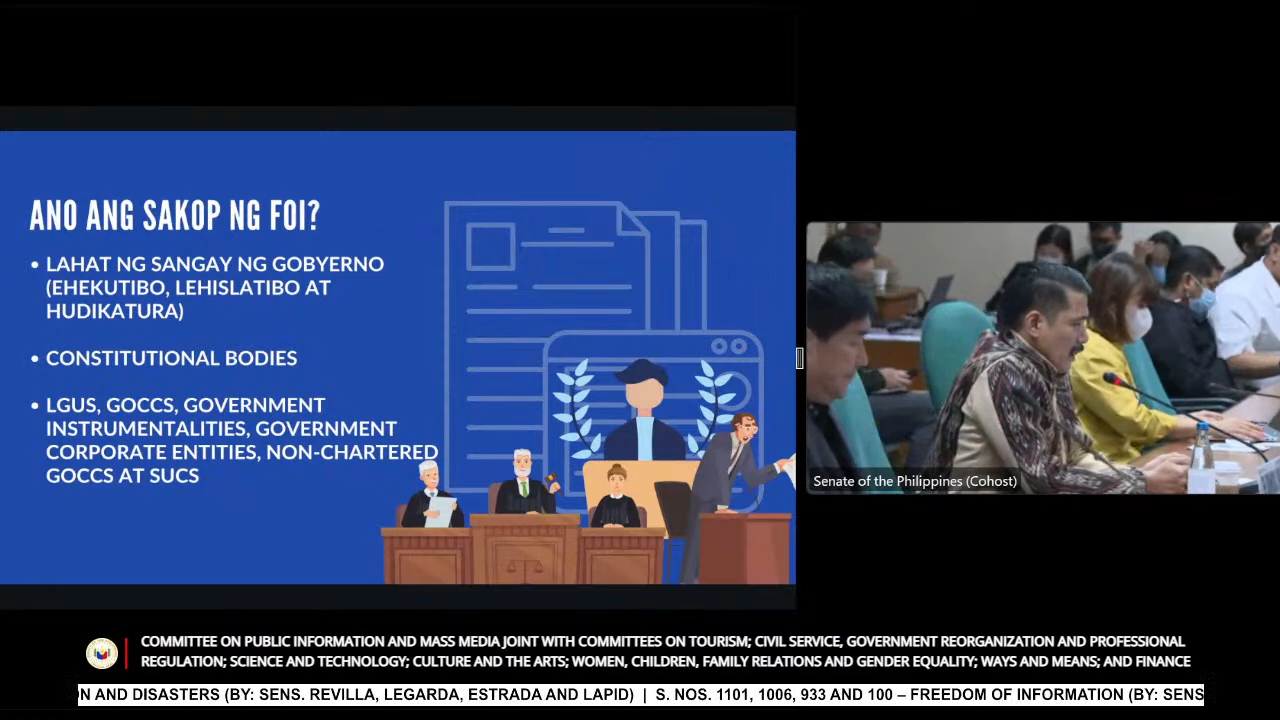 ANO ANG SAKOP NG FOI?
• LAHAT NG SANGAY NG GOBYERNO
(EHEKUTIBO, LEHISLATIBO AT
HUDIKATURA)
• CONSTITUTIONAL BODIES
• LGUS, GOCCS, GOVERNMENT
INSTRUMENTALITIES, GOVERNMENT
CORPORATE ENTITIES, NON-CHARTERED
GOCCS AT SUCS
Senate of the Philippines (Cohost)
COMMITTEE ON PUBLIC INFORMATION AND MASS MEDIA JOINT WITH COMMITTEES ON TOURISM; CIVIL SERVICE, GOVERNMENT REORGANIZATION AND PROFESSIONAL
REGULATION; SCIENCE AND TECHNOLOGY; CULTURE AND THE ARTS; WOMEN, CHILDREN, FAMILY RELATIONS AND GENDER EQUALITY; WAYS AND MEANS; AND FINANCE
AND DISASTERS (BY: SENS. REVILLA, LEGARDA, ESTRADA AND LAPID) | S. NOS. 1101, 1006, 933 AND 100 – FREEDOM OF INFORMATION (BY: SENS